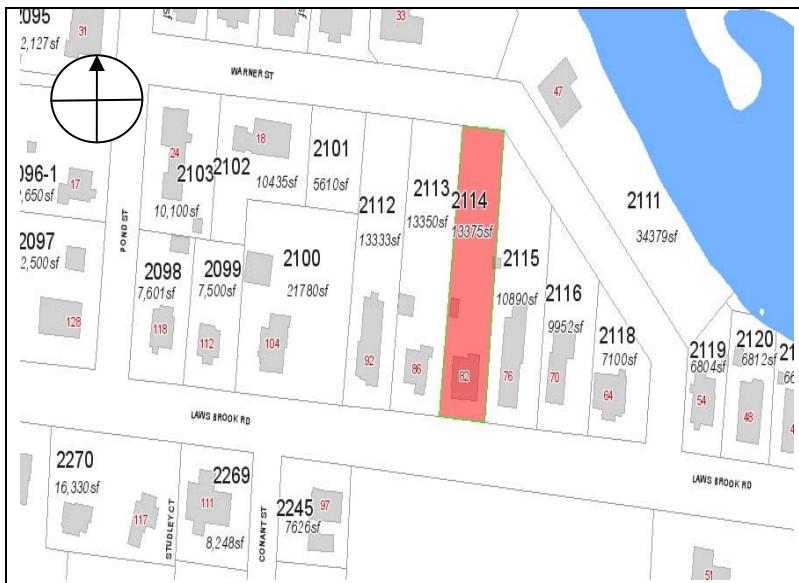 2095
31
2,127sf
sf
sf
33
WARNER ST
47
24
18
2103
2102
2101
10,100sf
10435sf
5610sf
2112
13333sf
2113
13350sf
2114
13375sf
2111
34379sf
096-1
2,650sf
17
2097
2,500sf
128
POND ST
2098
7,601sf
118
2099
7,500sf
112
2100
21780sf
104
92
86
82
2115
10890sf
76
2116
9952sf
70
2118
7100sf
64
2119
6804sf
54
2120
6812sf
48
LAWS BROOK RD
LAWS BROOK RD
2270
16,330sf
117
STUDLEY CT
2269
111
8,248sf
CONANT ST
2245
7626sf
97
51